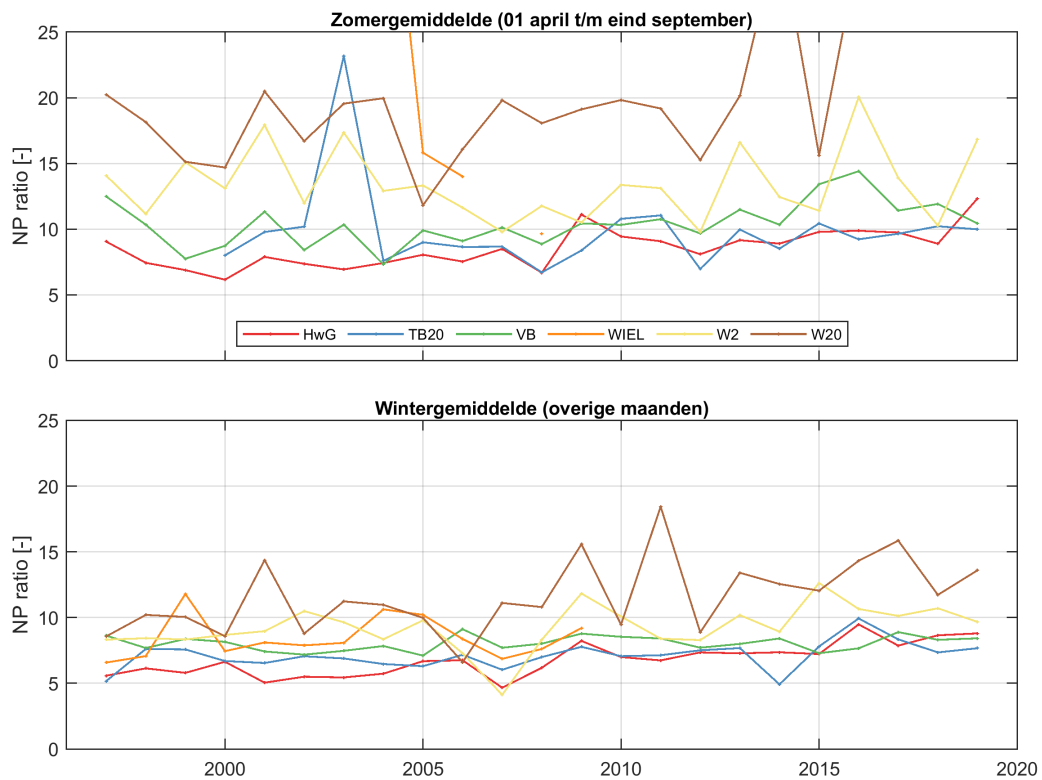 Zomergemiddelde (01 april t/m eind september)
25
20
15
10
5
0
NP ratio [-]
HwG TB20 VB WIEL W2 W20
Wintergemiddelde (overige maanden)
25
20
15
10
5
0
NP ratio [-]
2000 2005 2010 2015 2020